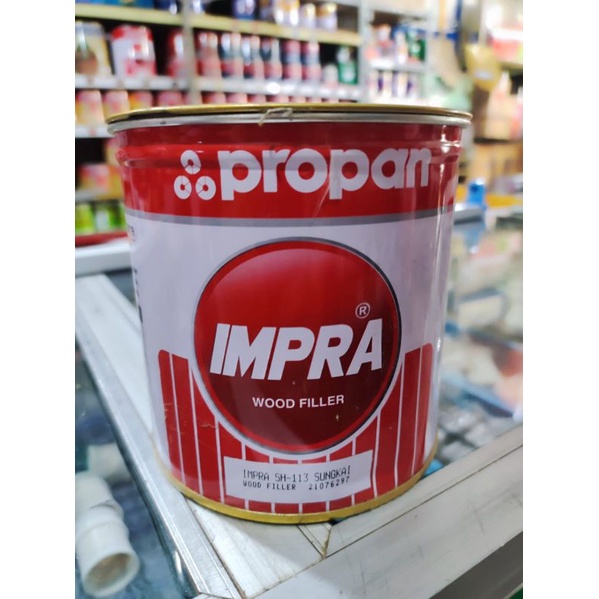 propan
IMPRA®
WOOD FILLER
IMPRA SH-113 SUNGKAI
WOOD FILLER 21076297